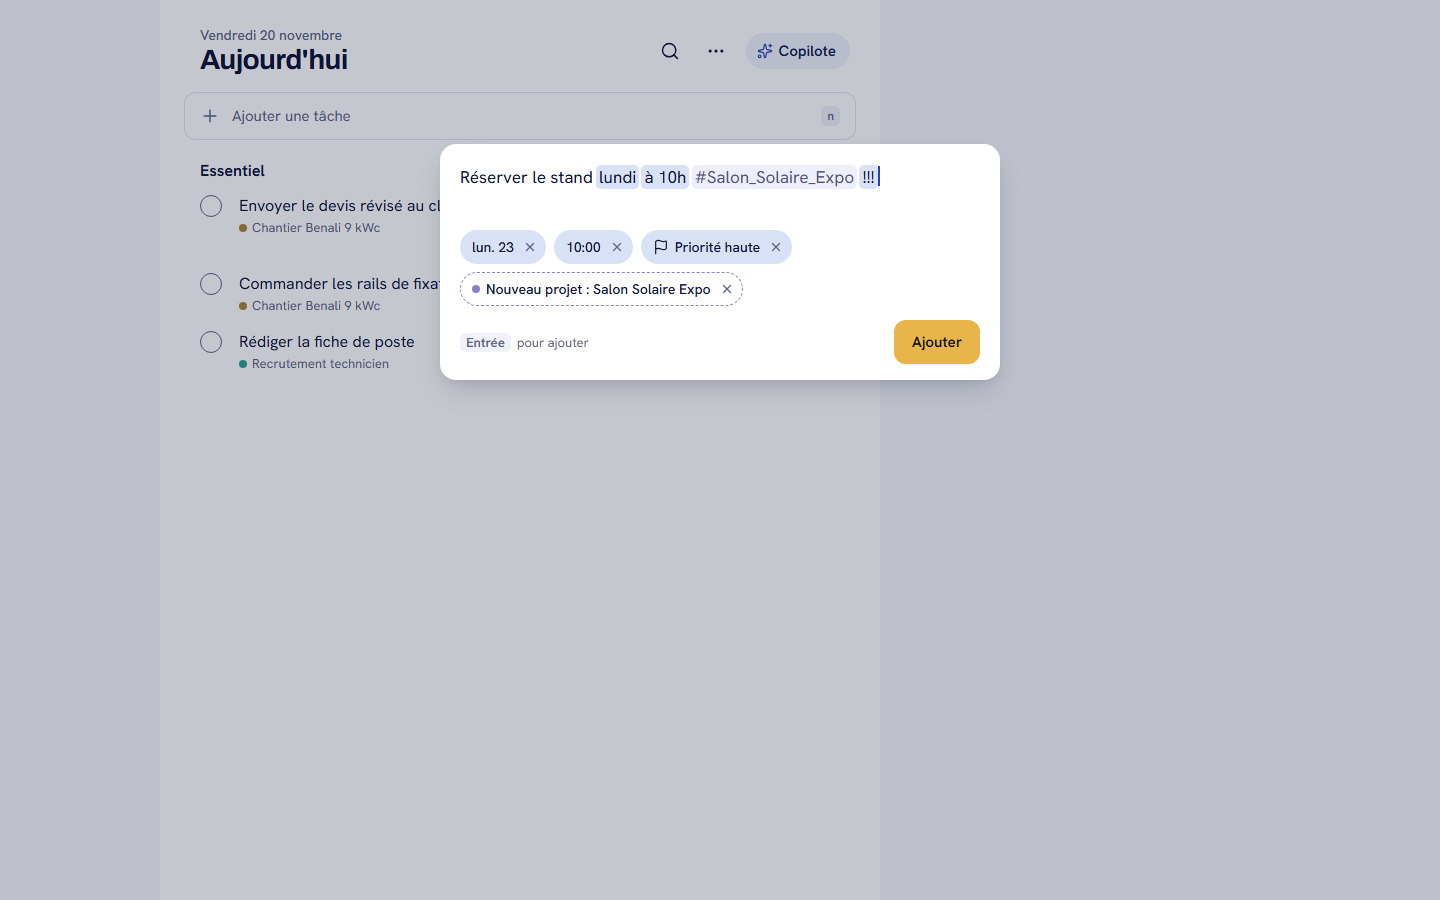 Vendredi 20 novembre
Aujourd'hui
Copilote
Ajouter une tâche
n
Essentiel
Envoyer le devis révisé au cl
Chantier Benali 9 kWc
Commander les rails de fixa
Chantier Benali 9 kWc
Rédiger la fiche de poste
Recrutement technicien
Réserver le stand lundi à 10h #Salon_Solaire_Expo !!!
lun. 23
10:00
Priorité haute
Nouveau projet : Salon Solaire Expo
Entrée pour ajouter
Ajouter